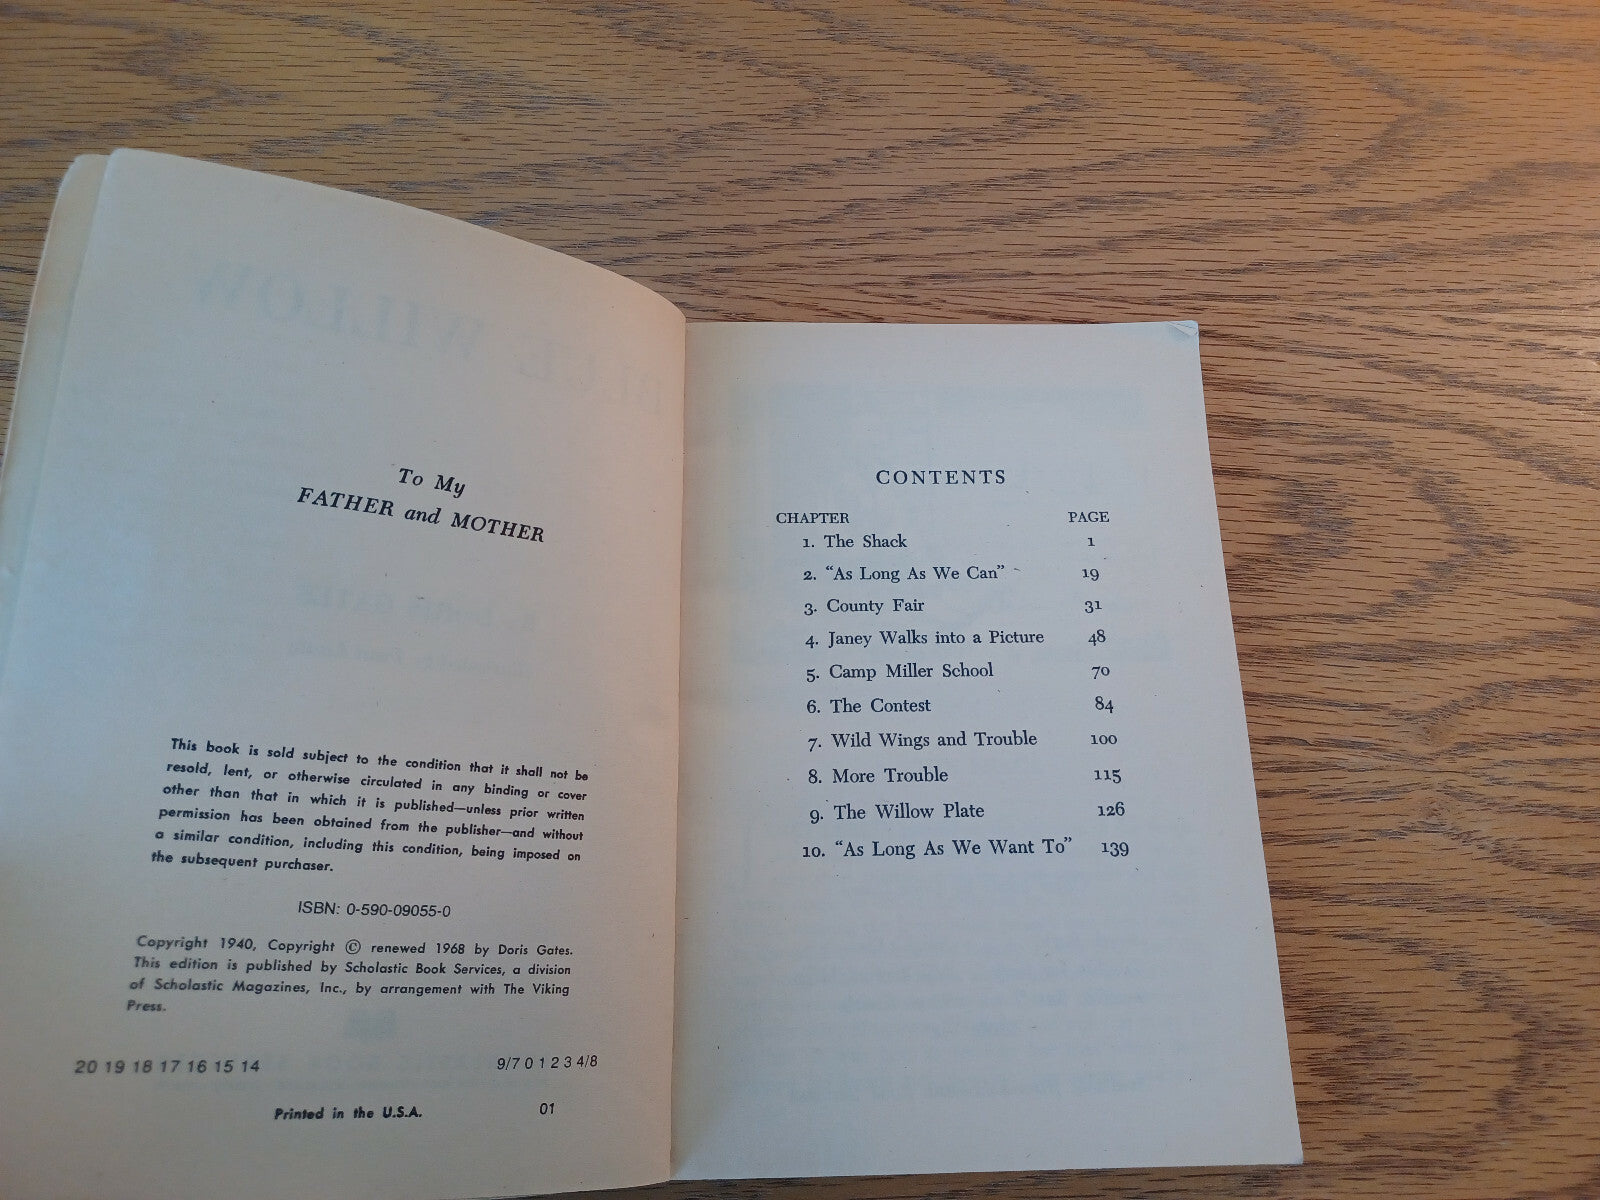 To My
FATHER and MOTHER
This book is sold subject to the condition that it shall not be
resold, lent, or otherwise circulated in any binding or cover
other than that in which it is published—unless prior written
permission has been obtained from the publisher—and without
a similar condition, including this condition, being imposed on
the subsequent purchaser.
ISBN: 0-590-09055-0
Copyright 1940, Copyright © renewed 1968 by Doris Gates.
This edition is published by Scholastic Book Services, a division
of Scholastic Magazines, Inc., by arrangement with The Viking
Press.
20 19 18 17 16 15 14 9/7 0 1 2 3 4/8
Printed in the U.S.A. 01
CONTENTS
CHAPTER PAGE
1. The Shack 1
2. "As Long As We Can" 19
3. County Fair 31
4. Janey Walks into a Picture 48
5. Camp Miller School 70
6. The Contest 84
7. Wild Wings and Trouble 100
8. More Trouble 115
9. The Willow Plate 126
10. "As Long As We Want To" 139